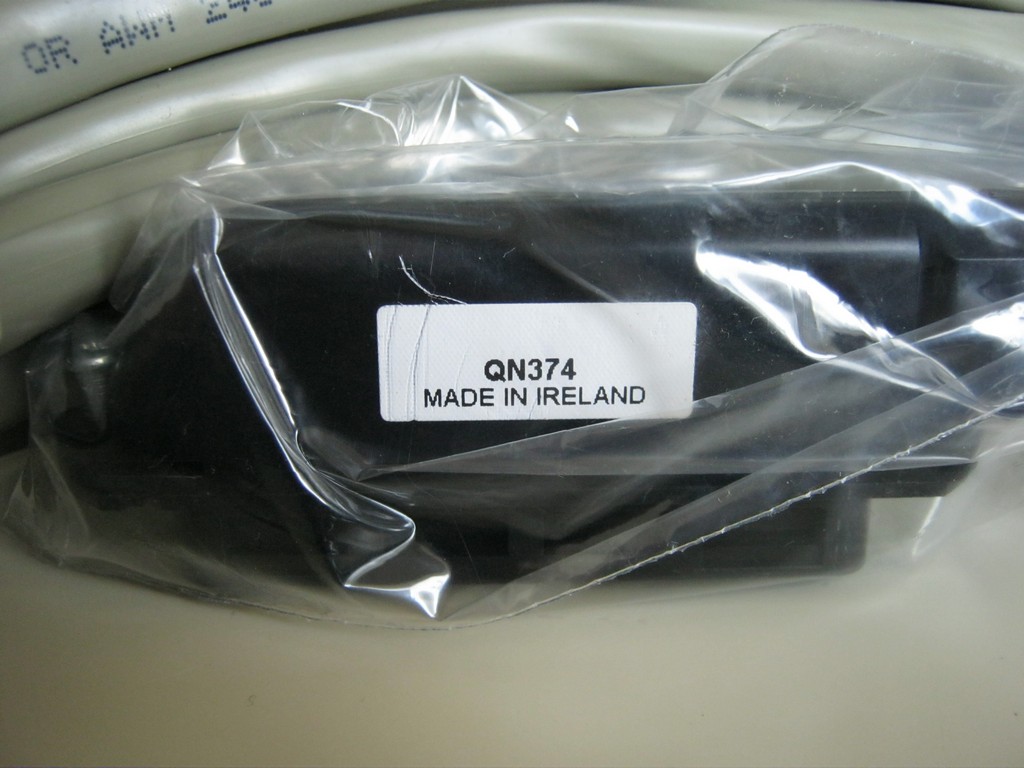 OR AWM
QN374
MADE IN IRELAND